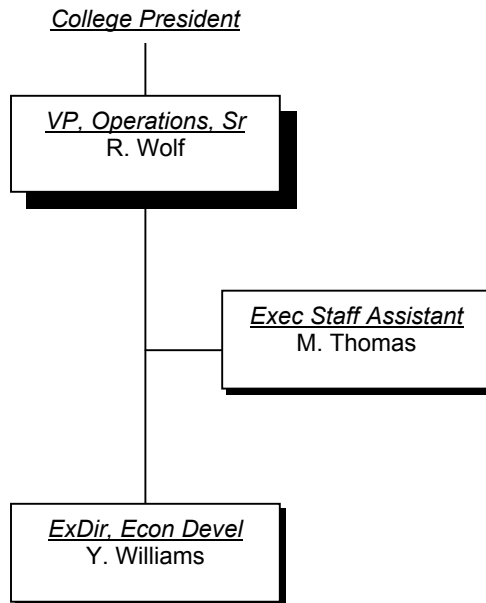 College President
VP, Operations, Sr
R. Wolf
Exec Staff Assistant
M. Thomas
ExDir, Econ Devel
Y. Williams